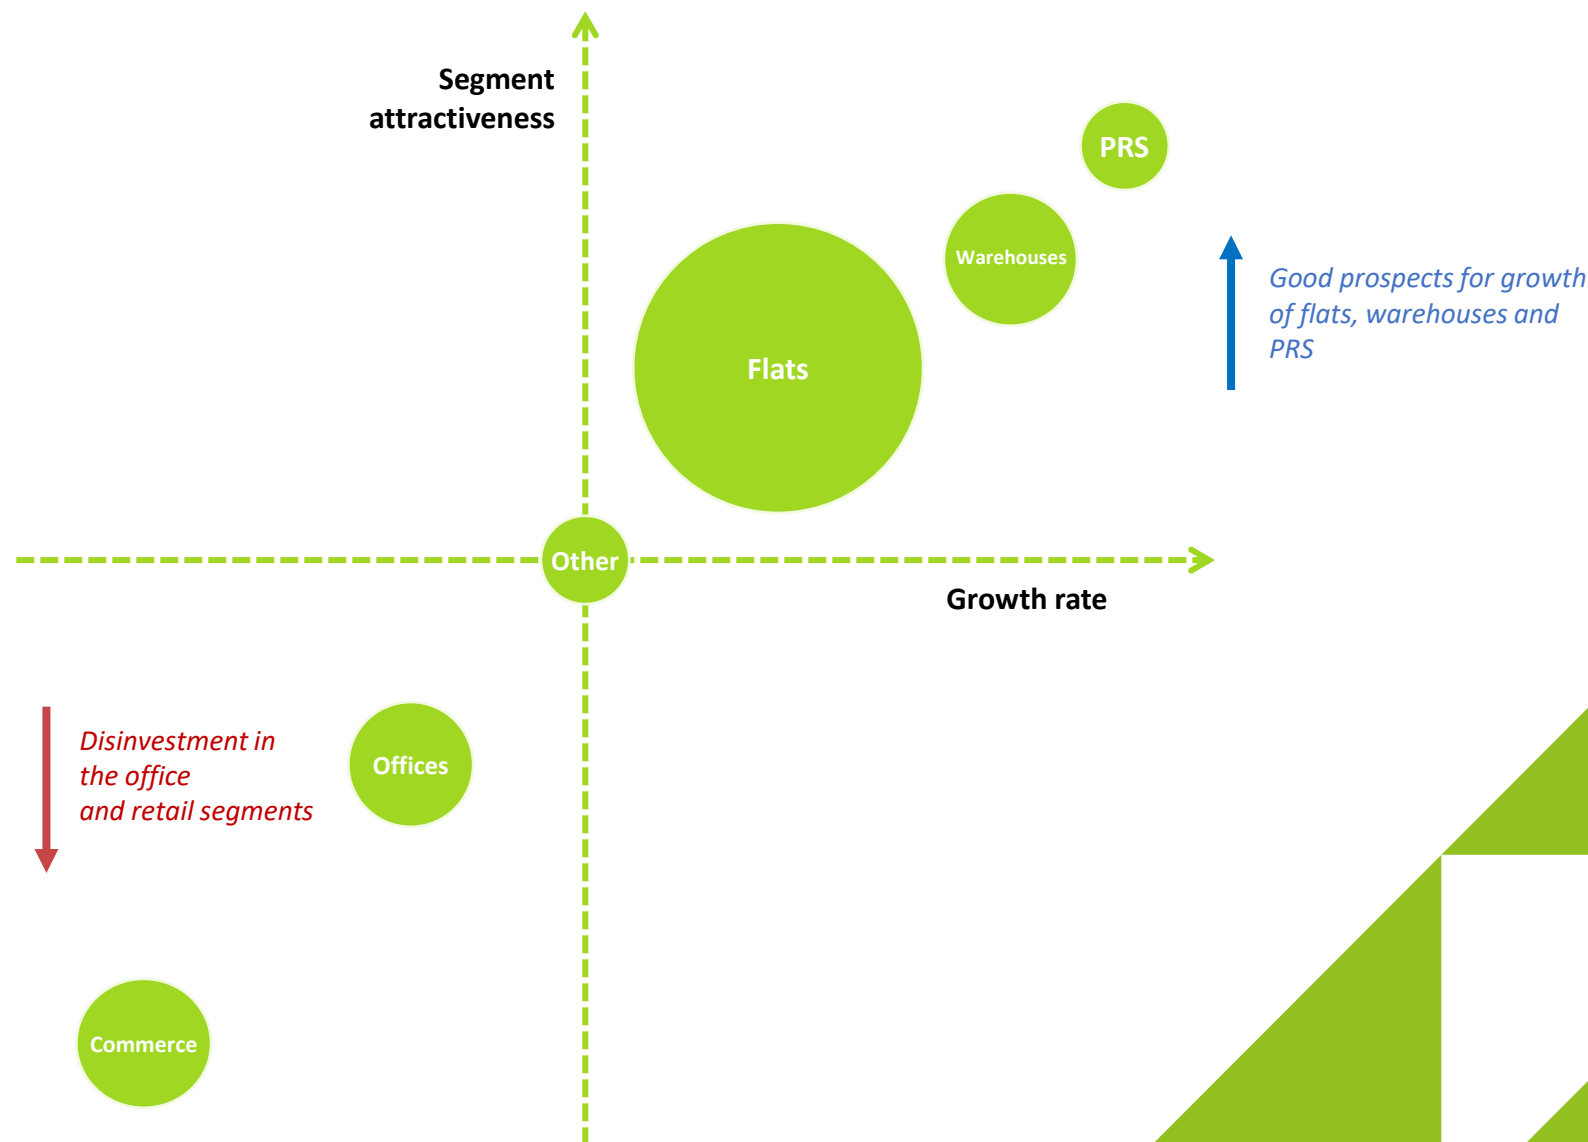 Segment
attractiveness
PRS
Warehouses
Good prospects for growth
of flats, warehouses and
PRS
Flats
Other
Growth rate
Disinvestment in
the office
and retail segments
Offices
Commerce